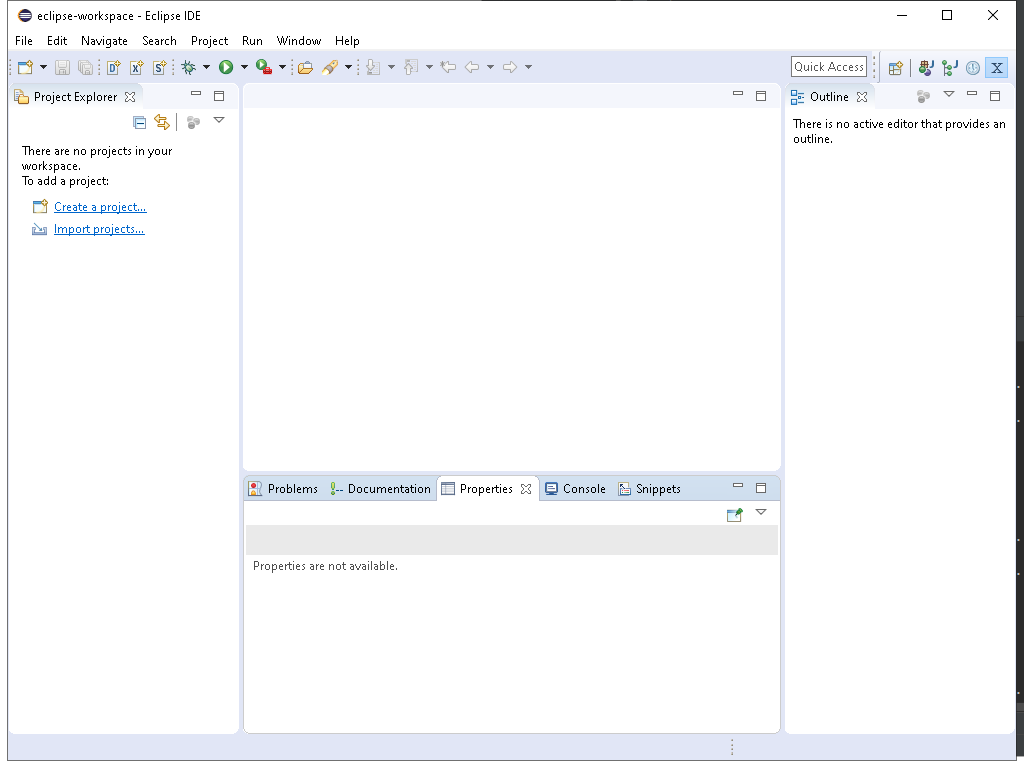 eclipse-workspace - Eclipse IDE
File Edit Navigate Search Project Run Window Help
Quick Access
Project Explorer
There are no projects in your
workspace.
To add a project:
Create a project...
Import projects...
Outline
There is no active editor that provides an
outline.
Problems Documentation Properties Console Snippets
Properties are not available.